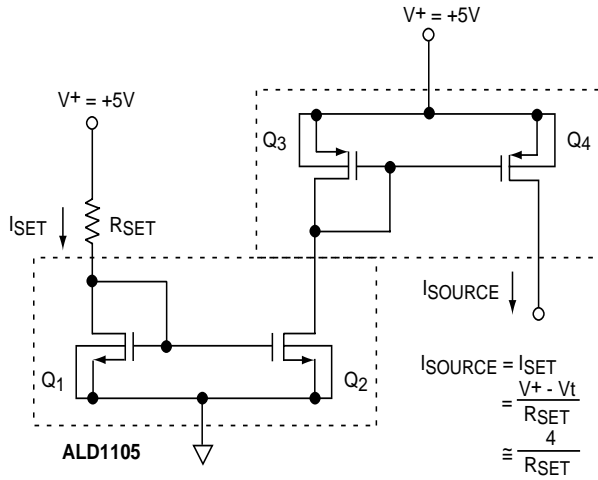 V+ = +5V
V+ = +5V
Q3
Q4
ISET
RSET
ISOURCE
Q1
Q2
ISOURCE = ISET
= V+ - Vt
RSET
≅ 4
RSET
ALD1105